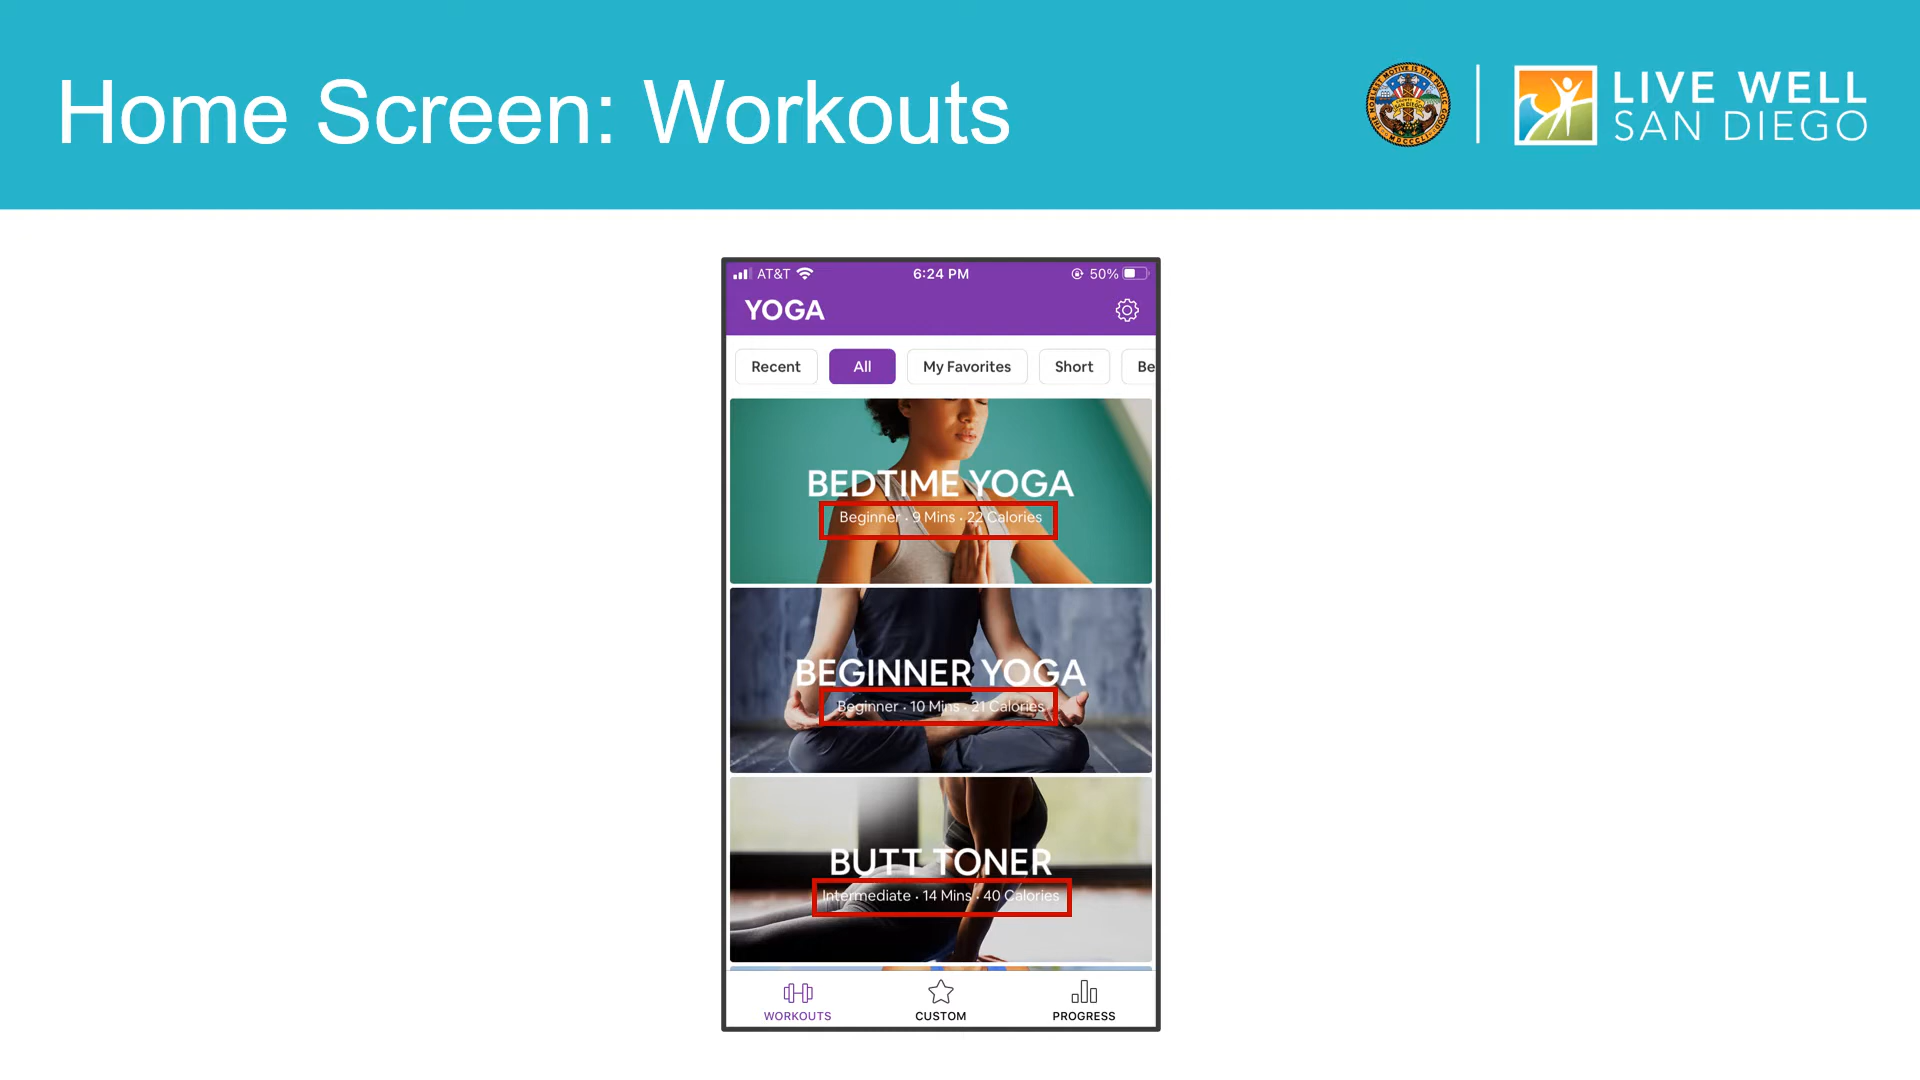 Home Screen: Workouts
LIVE WELL
SAN DIEGO
AT&T
6:24 PM
50%
YOGA
Recent
All
My Favorites
Short
Be
BEDTIME YOGA
Beginner · 9 Mins · 22 Calories
BEGINNER YOGA
Beginner · 10 Mins · 21 Calories
BUTT TONER
Intermediate · 14 Mins · 40 Calories
WORKOUTS
CUSTOM
PROGRESS